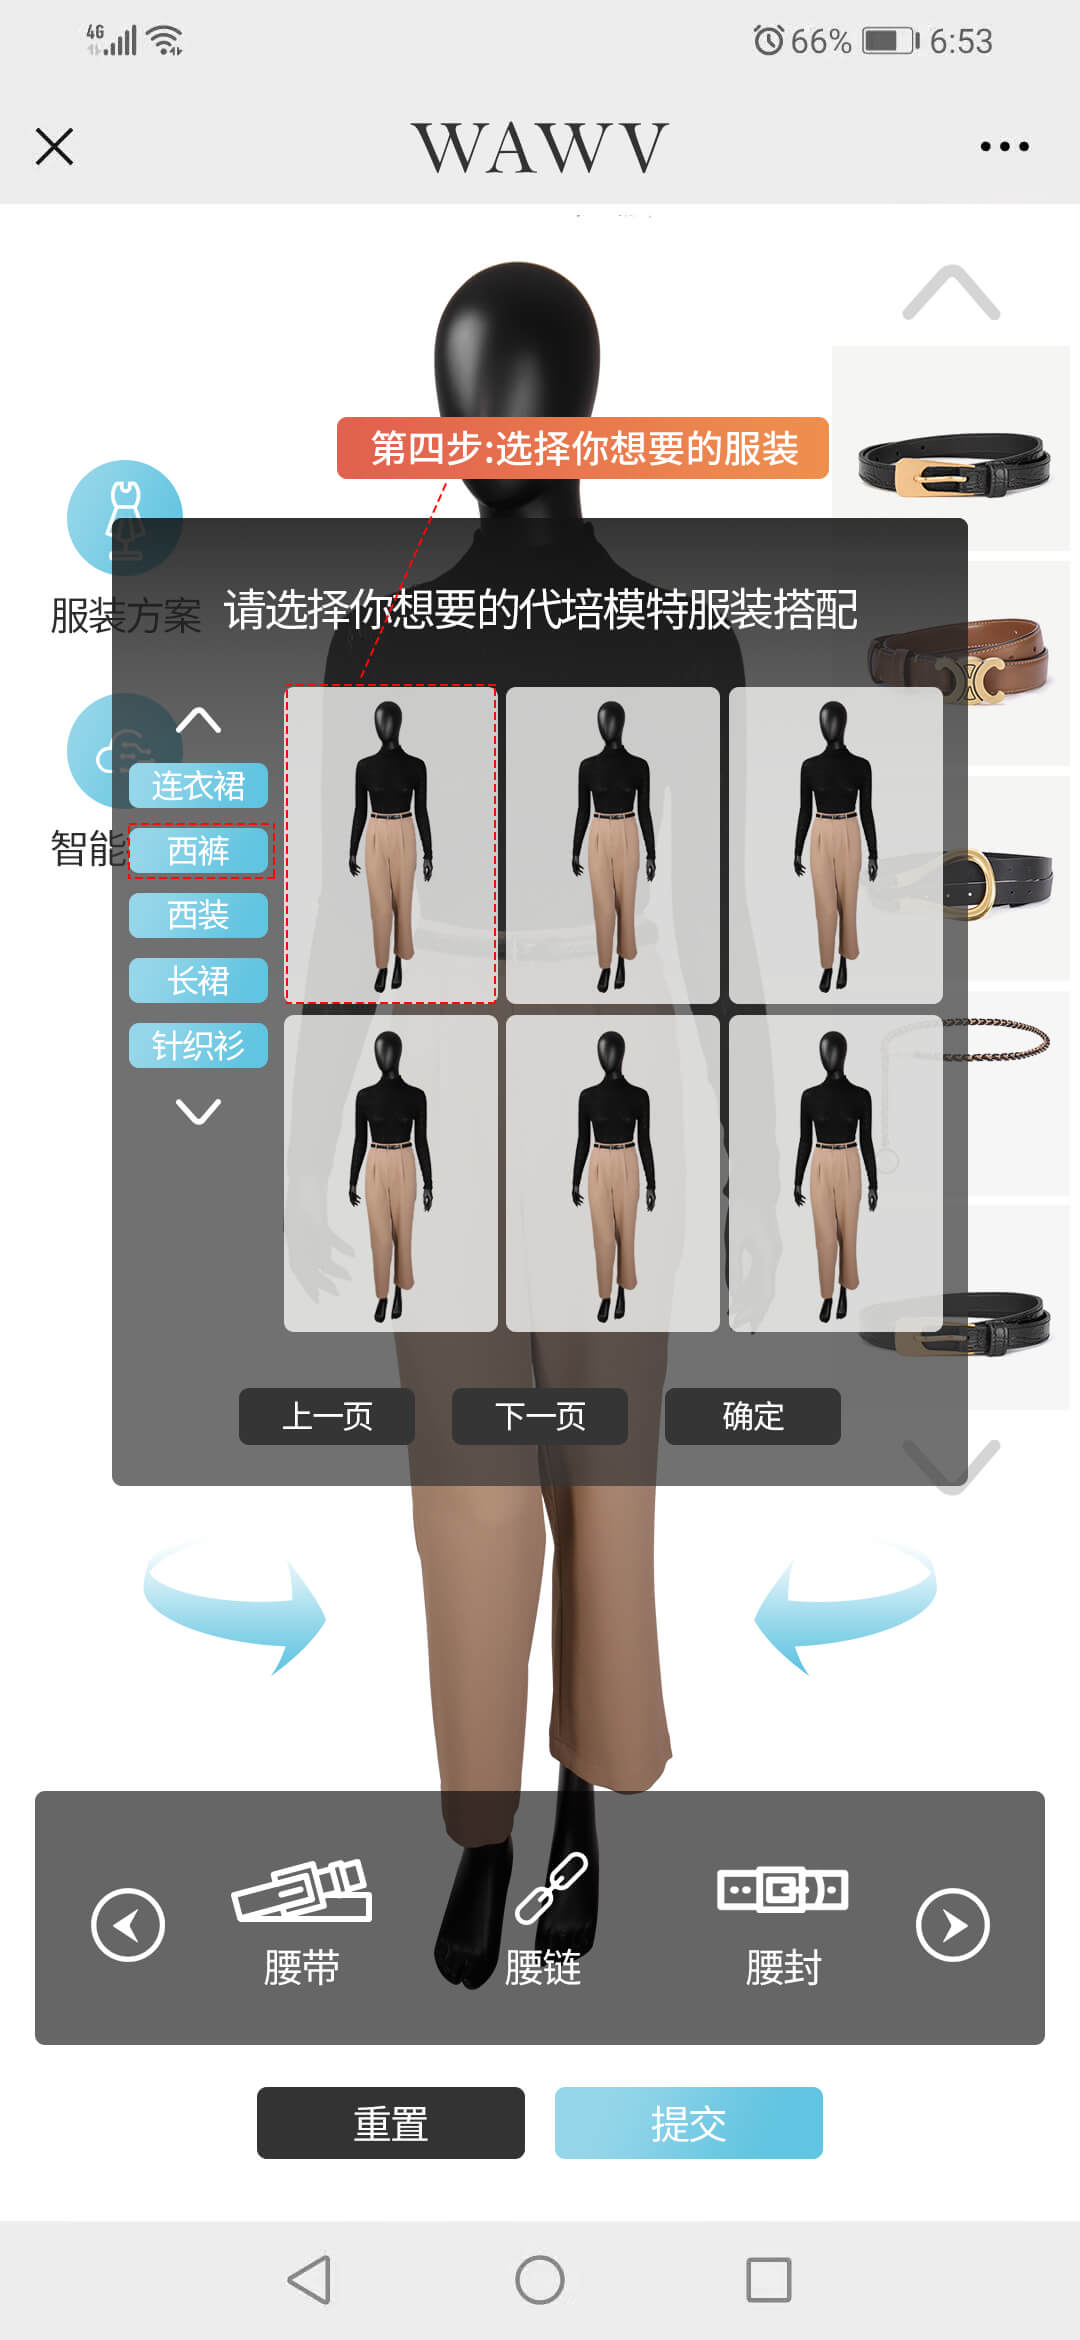 4G
66%
6:53
WAWV
第四步:选择你想要的服装
服装方案
请选择你想要的代培模特服装搭配
连衣裙
智能
西裤
西装
长裙
针织衫
上一页
下一页
确定
腰带
腰链
腰封
重置
提交